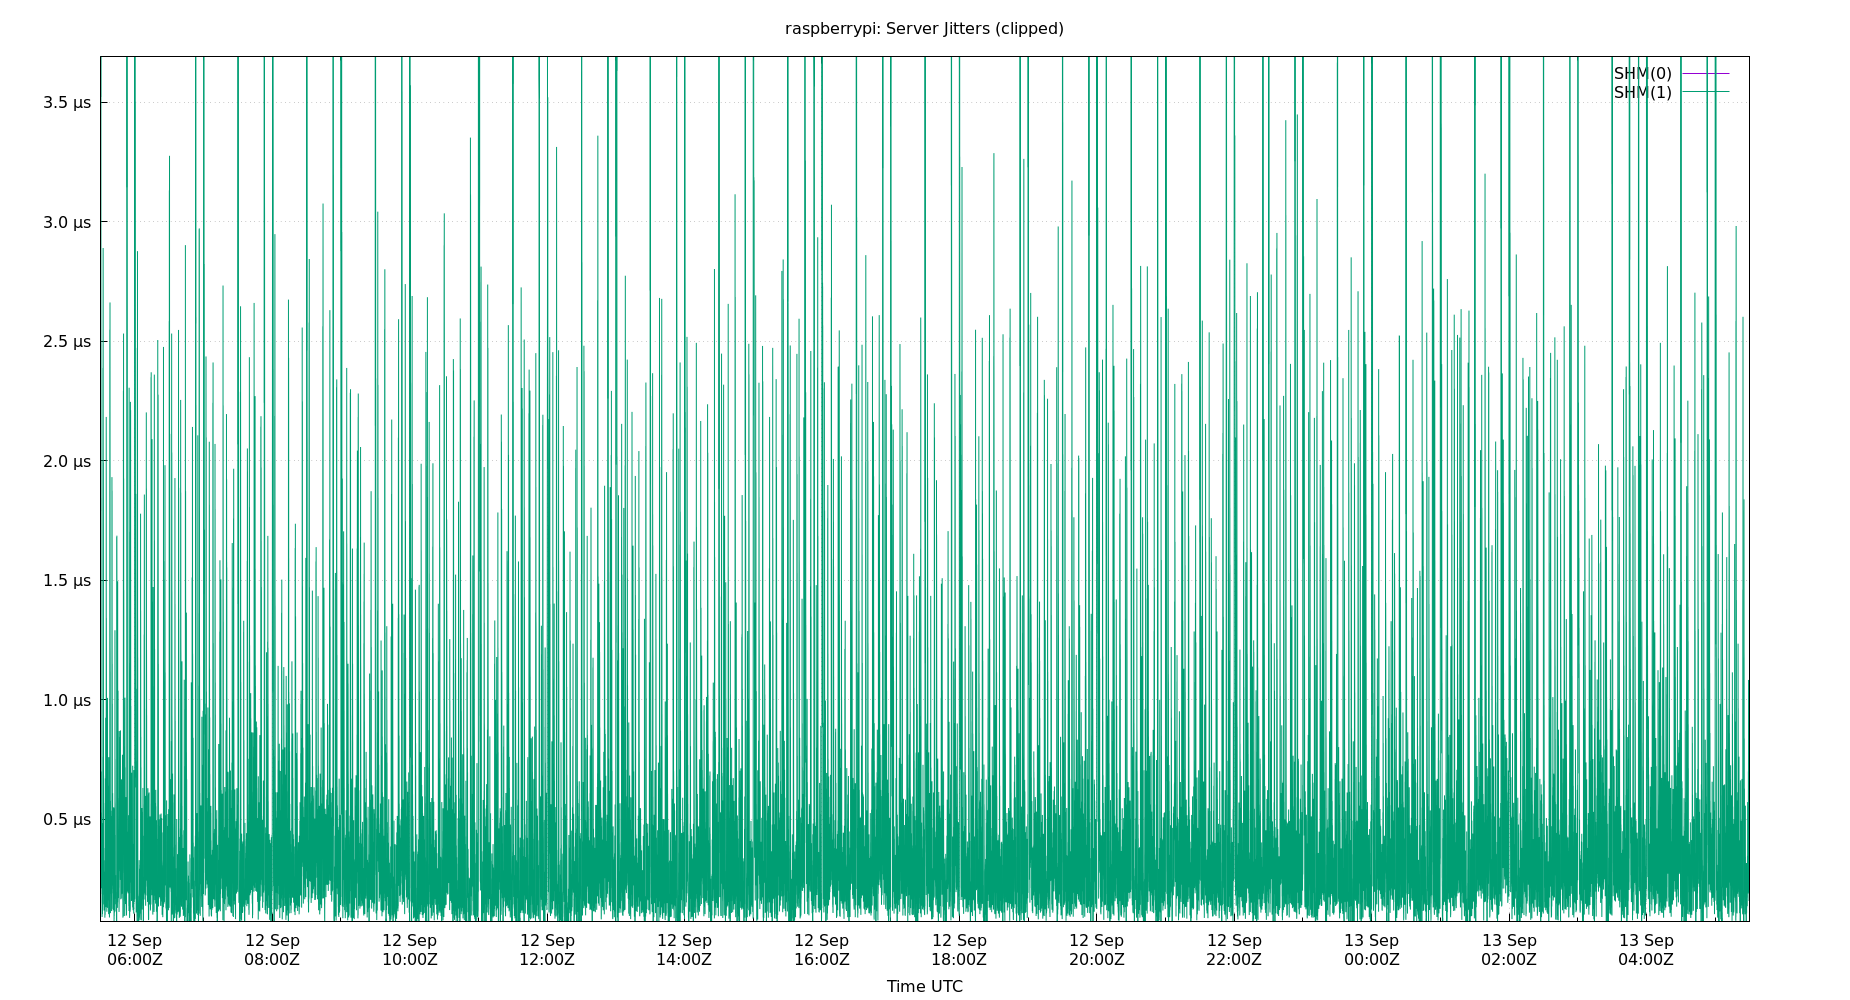 raspberrypi: Server Jitters (clipped)
SHM(0)
SHM(1)
3.5 µs
3.0 µs
2.5 µs
2.0 µs
1.5 µs
1.0 µs
0.5 µs
12 Sep 12 Sep 12 Sep 12 Sep 12 Sep 12 Sep 12 Sep 12 Sep 12 Sep 13 Sep 13 Sep 13 Sep
06:00Z 08:00Z 10:00Z 12:00Z 14:00Z 16:00Z 18:00Z 20:00Z 22:00Z 00:00Z 02:00Z 04:00Z
Time UTC